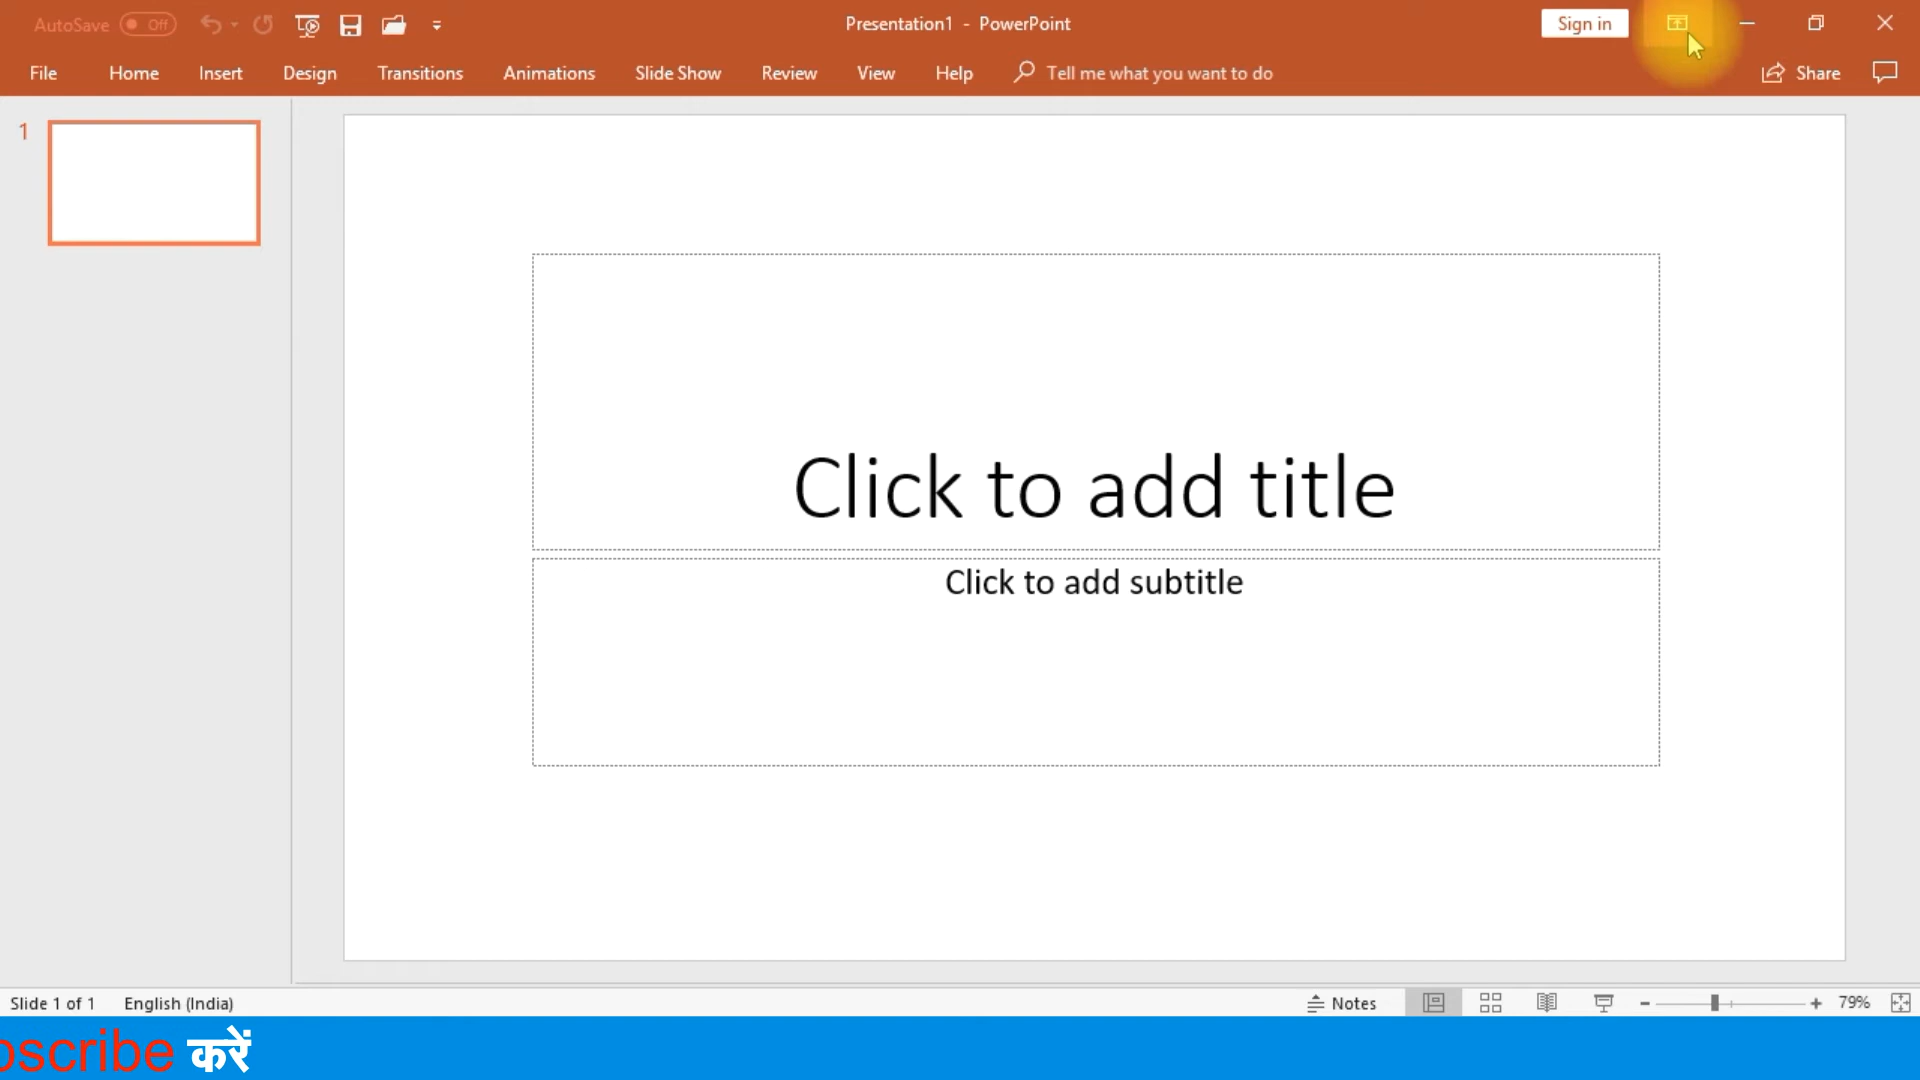 AutoSave Off
Presentation1 - PowerPoint
Sign in
File Home Insert Design Transitions Animations Slide Show Review View Help Tell me what you want to do Share
1
Click to add title
Click to add subtitle
Slide 1 of 1 English (India) Notes 79%
oscribe करें